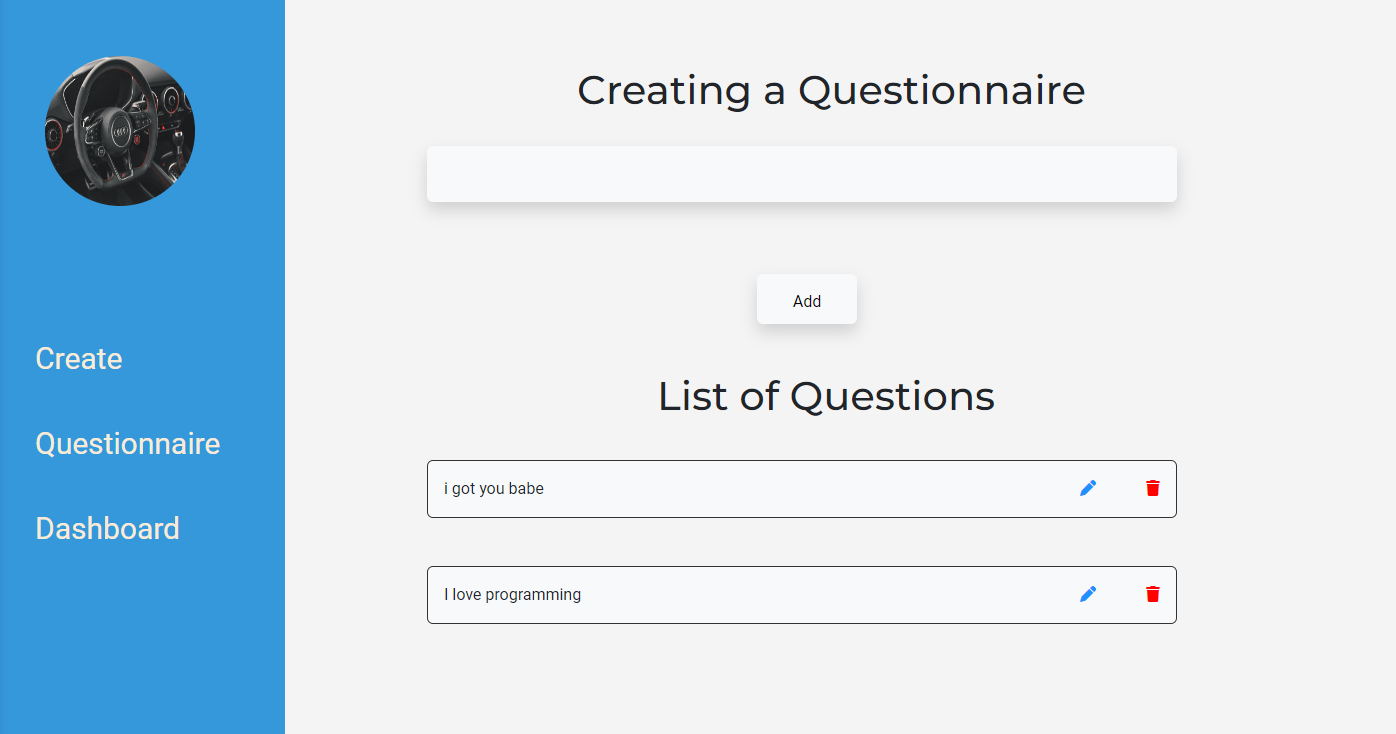 Creating a Questionnaire
Add
Create
Questionnaire
Dashboard
List of Questions
i got you babe
I love programming